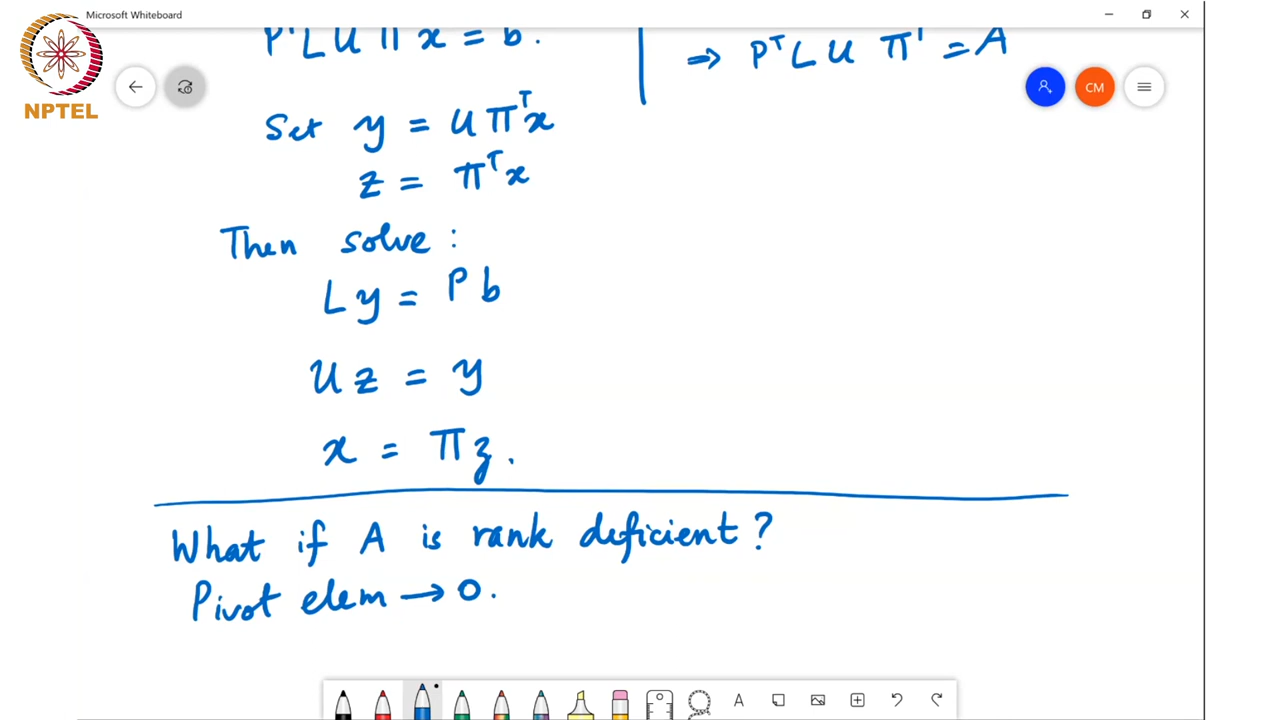 Microsoft Whiteboard
NPTEL
PᵀLUΠᵀx = b.
⇒ PᵀLUΠᵀ = A
CM
Set y = UΠᵀx
z = Πᵀx
Then solve :
Ly = Pb
Uz = y
x = Πz.
What if A is rank deficient?
Pivot elem → 0.
A